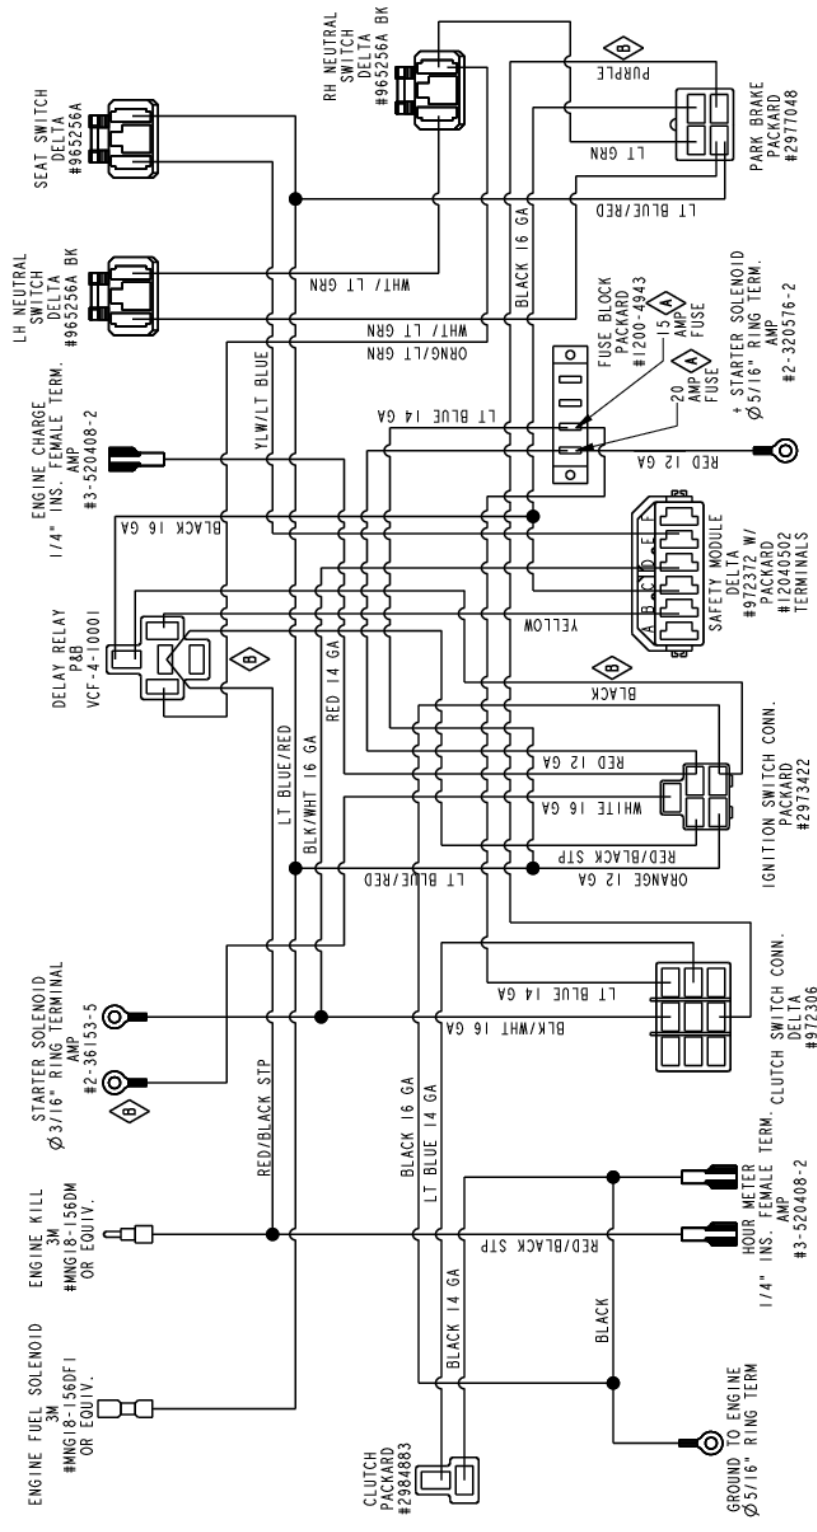 ENGINE FUEL SOLENOID
3M
#MNG18-156DFI
OR EQUIV.
ENGINE KILL
3M
#MNG18-156DM
OR EQUIV.
STARTER SOLENOID
Ø3/16" RING TERMINAL
AMP
#2-36153-5
B
DELAY RELAY
P&B
VCF-4-10001
B
ENGINE CHARGE
1/4" INS. FEMALE TERM.
AMP
#3-520408-2
LH NEUTRAL
SWITCH
DELTA
#965256A BK
SEAT SWITCH
DELTA
#965256A
RH NEUTRAL
SWITCH
DELTA
#965256A BK
RED/BLACK STP
LT BLUE/RED
BLK/WHT 16 GA
RED 14 GA
BLACK 16 GA
YLW/LT BLUE
WHT/ LT GRN
WHT/ LT GRN
ORNG/LT GRN
LT BLUE 14 GA
BLACK 16 GA
PURPLE
B
LT GRN
LT BLUE/RED
PARK BRAKE
PACKARD
#2977048
FUSE BLOCK
PACKARD
#1200-4943
15 A
AMP
FUSE
20 A
AMP
FUSE
+ STARTER SOLENOID
Ø5/16" RING TERM.
AMP
#2-320576-2
RED 12 GA
A B C D E F
SAFETY MODULE
DELTA
#972372 W/
PACKARD
#12040502
TERMINALS
YELLOW
BLACK
B
RED 12 GA
WHITE 16 GA
RED/BLACK STP
ORANGE 12 GA
LT BLUE/RED
IGNITION SWITCH CONN.
PACKARD
#2973422
LT BLUE 14 GA
BLK/WHT 16 GA
CLUTCH SWITCH CONN.
DELTA
#972306
BLACK 16 GA
LT BLUE 14 GA
BLACK 14 GA
RED/BLACK STP
BLACK
HOUR METER
1/4" INS. FEMALE TERM.
AMP
#3-520408-2
CLUTCH
PACKARD
#2984883
GROUND TO ENGINE
Ø5/16" RING TERM